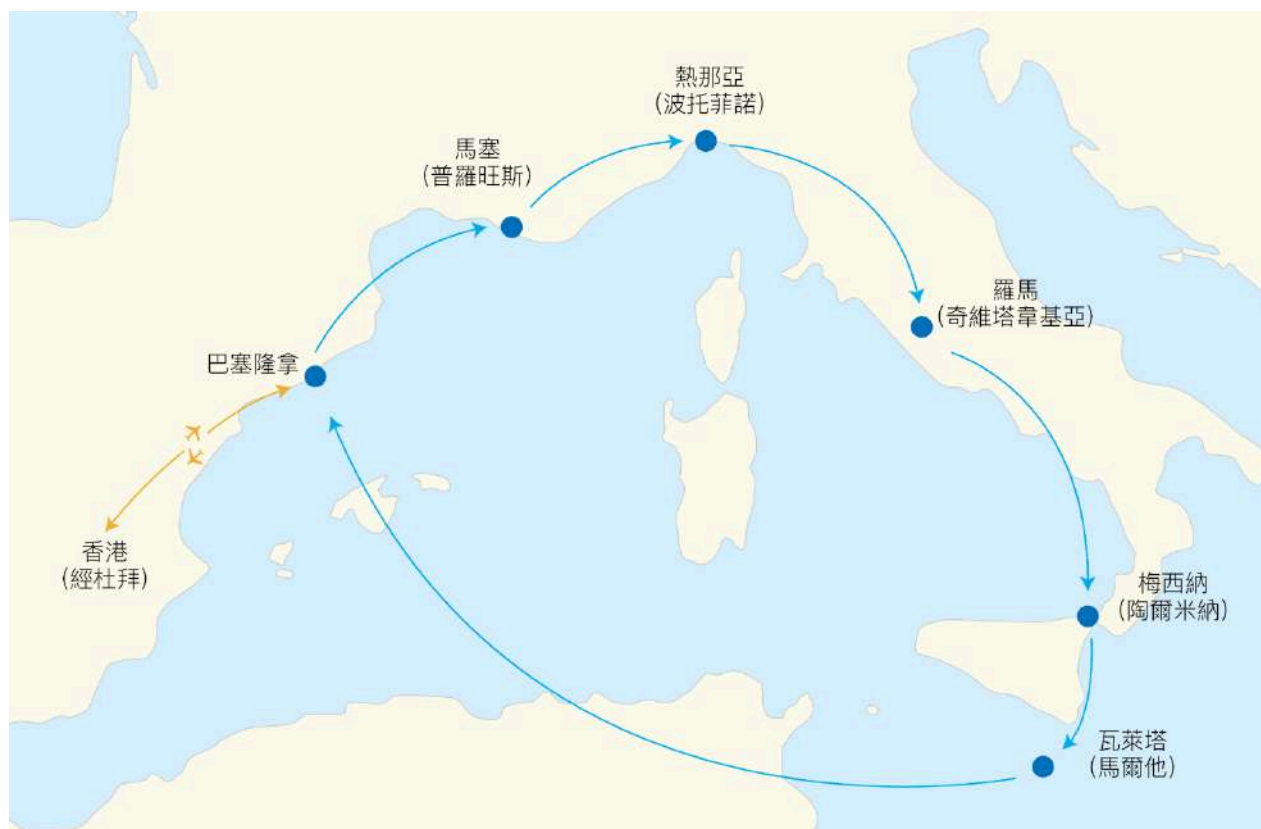 熱那亞
(波托菲諾)
馬塞
(普羅旺斯)
羅馬
(奇維塔韋基亞)
巴塞隆拿
香港
(經杜拜)
梅西納
(陶爾米納)
瓦萊塔
(馬爾他)